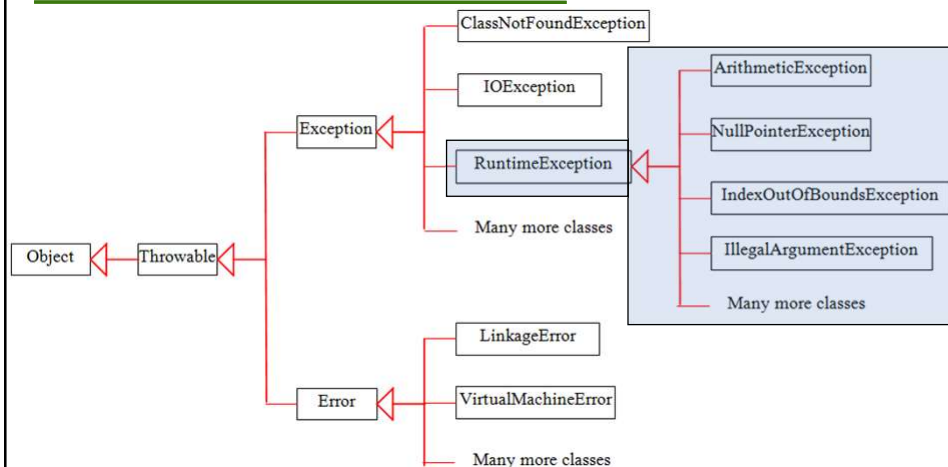 ClassNotFoundException
IOException
ArithmeticException
Exception
NullPointerException
RuntimeException
IndexOutOfBoundsException
Many more classes
Object
Throwable
IllegalArgumentException
Many more classes
LinkageError
Error
VirtualMachineError
Many more classes